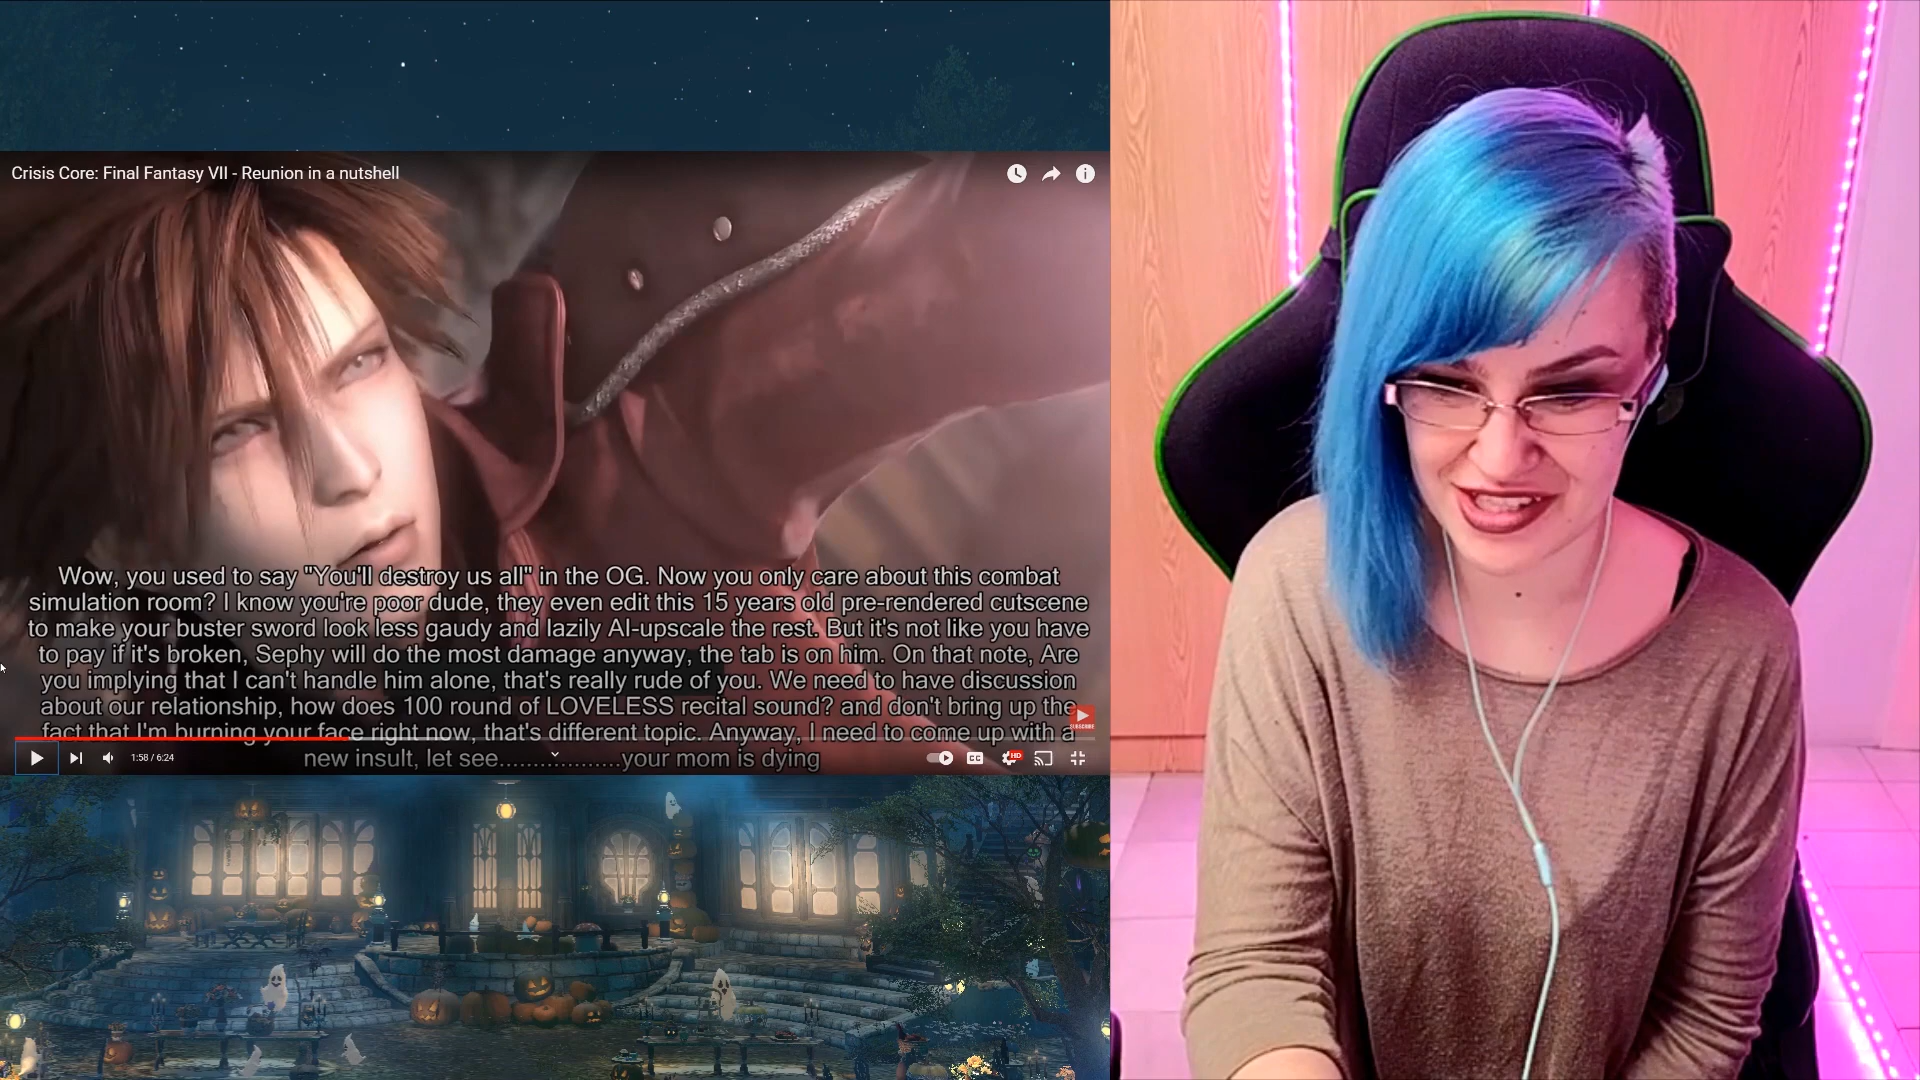 Crisis Core: Final Fantasy VII - Reunion in a nutshell
Wow, you used to say "You'll destroy us all" in the OG. Now you only care about this combat
simulation room? I know you're poor dude, they even edit this 15 years old pre-rendered cutscene
to make your buster sword look less gaudy and lazily AI-upscale the rest. But it's not like you have
to pay if it's broken, Sephy will do the most damage anyway, the tab is on him. On that note, Are
you implying that I can't handle him alone, that's really rude of you. We need to have discussion
about our relationship, how does 100 round of LOVELESS recital sound? and don't bring up the
fact that I'm burning your face right now, that's different topic. Anyway, I need to come up with a
new insult, let see..................your mom is dying
SUBSCRIBE
1:58 / 6:24
CC
HD